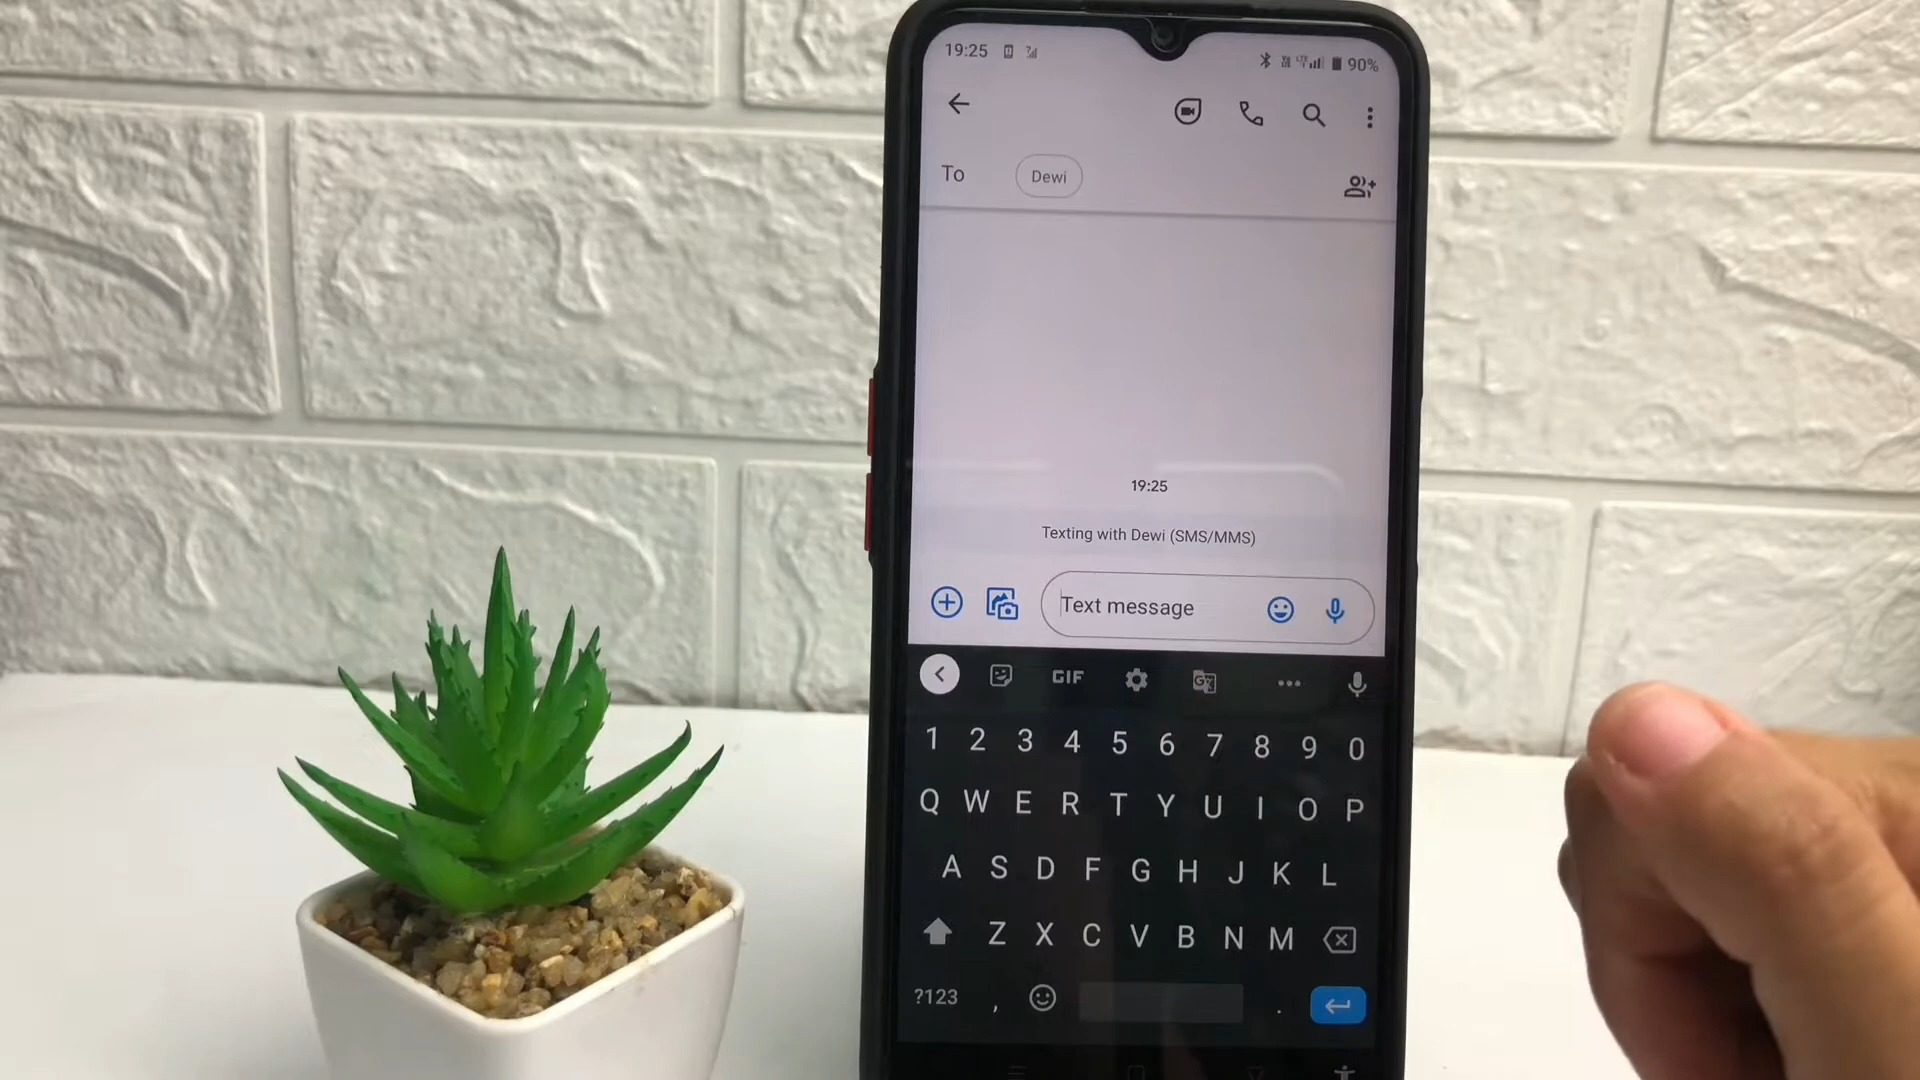 19:25
90%
To
Dewi
19:25
Texting with Dewi (SMS/MMS)
Text message
GIF
1 2 3 4 5 6 7 8 9 0
Q W E R T Y U I O P
A S D F G H J K L
Z X C V B N M
?123 , .